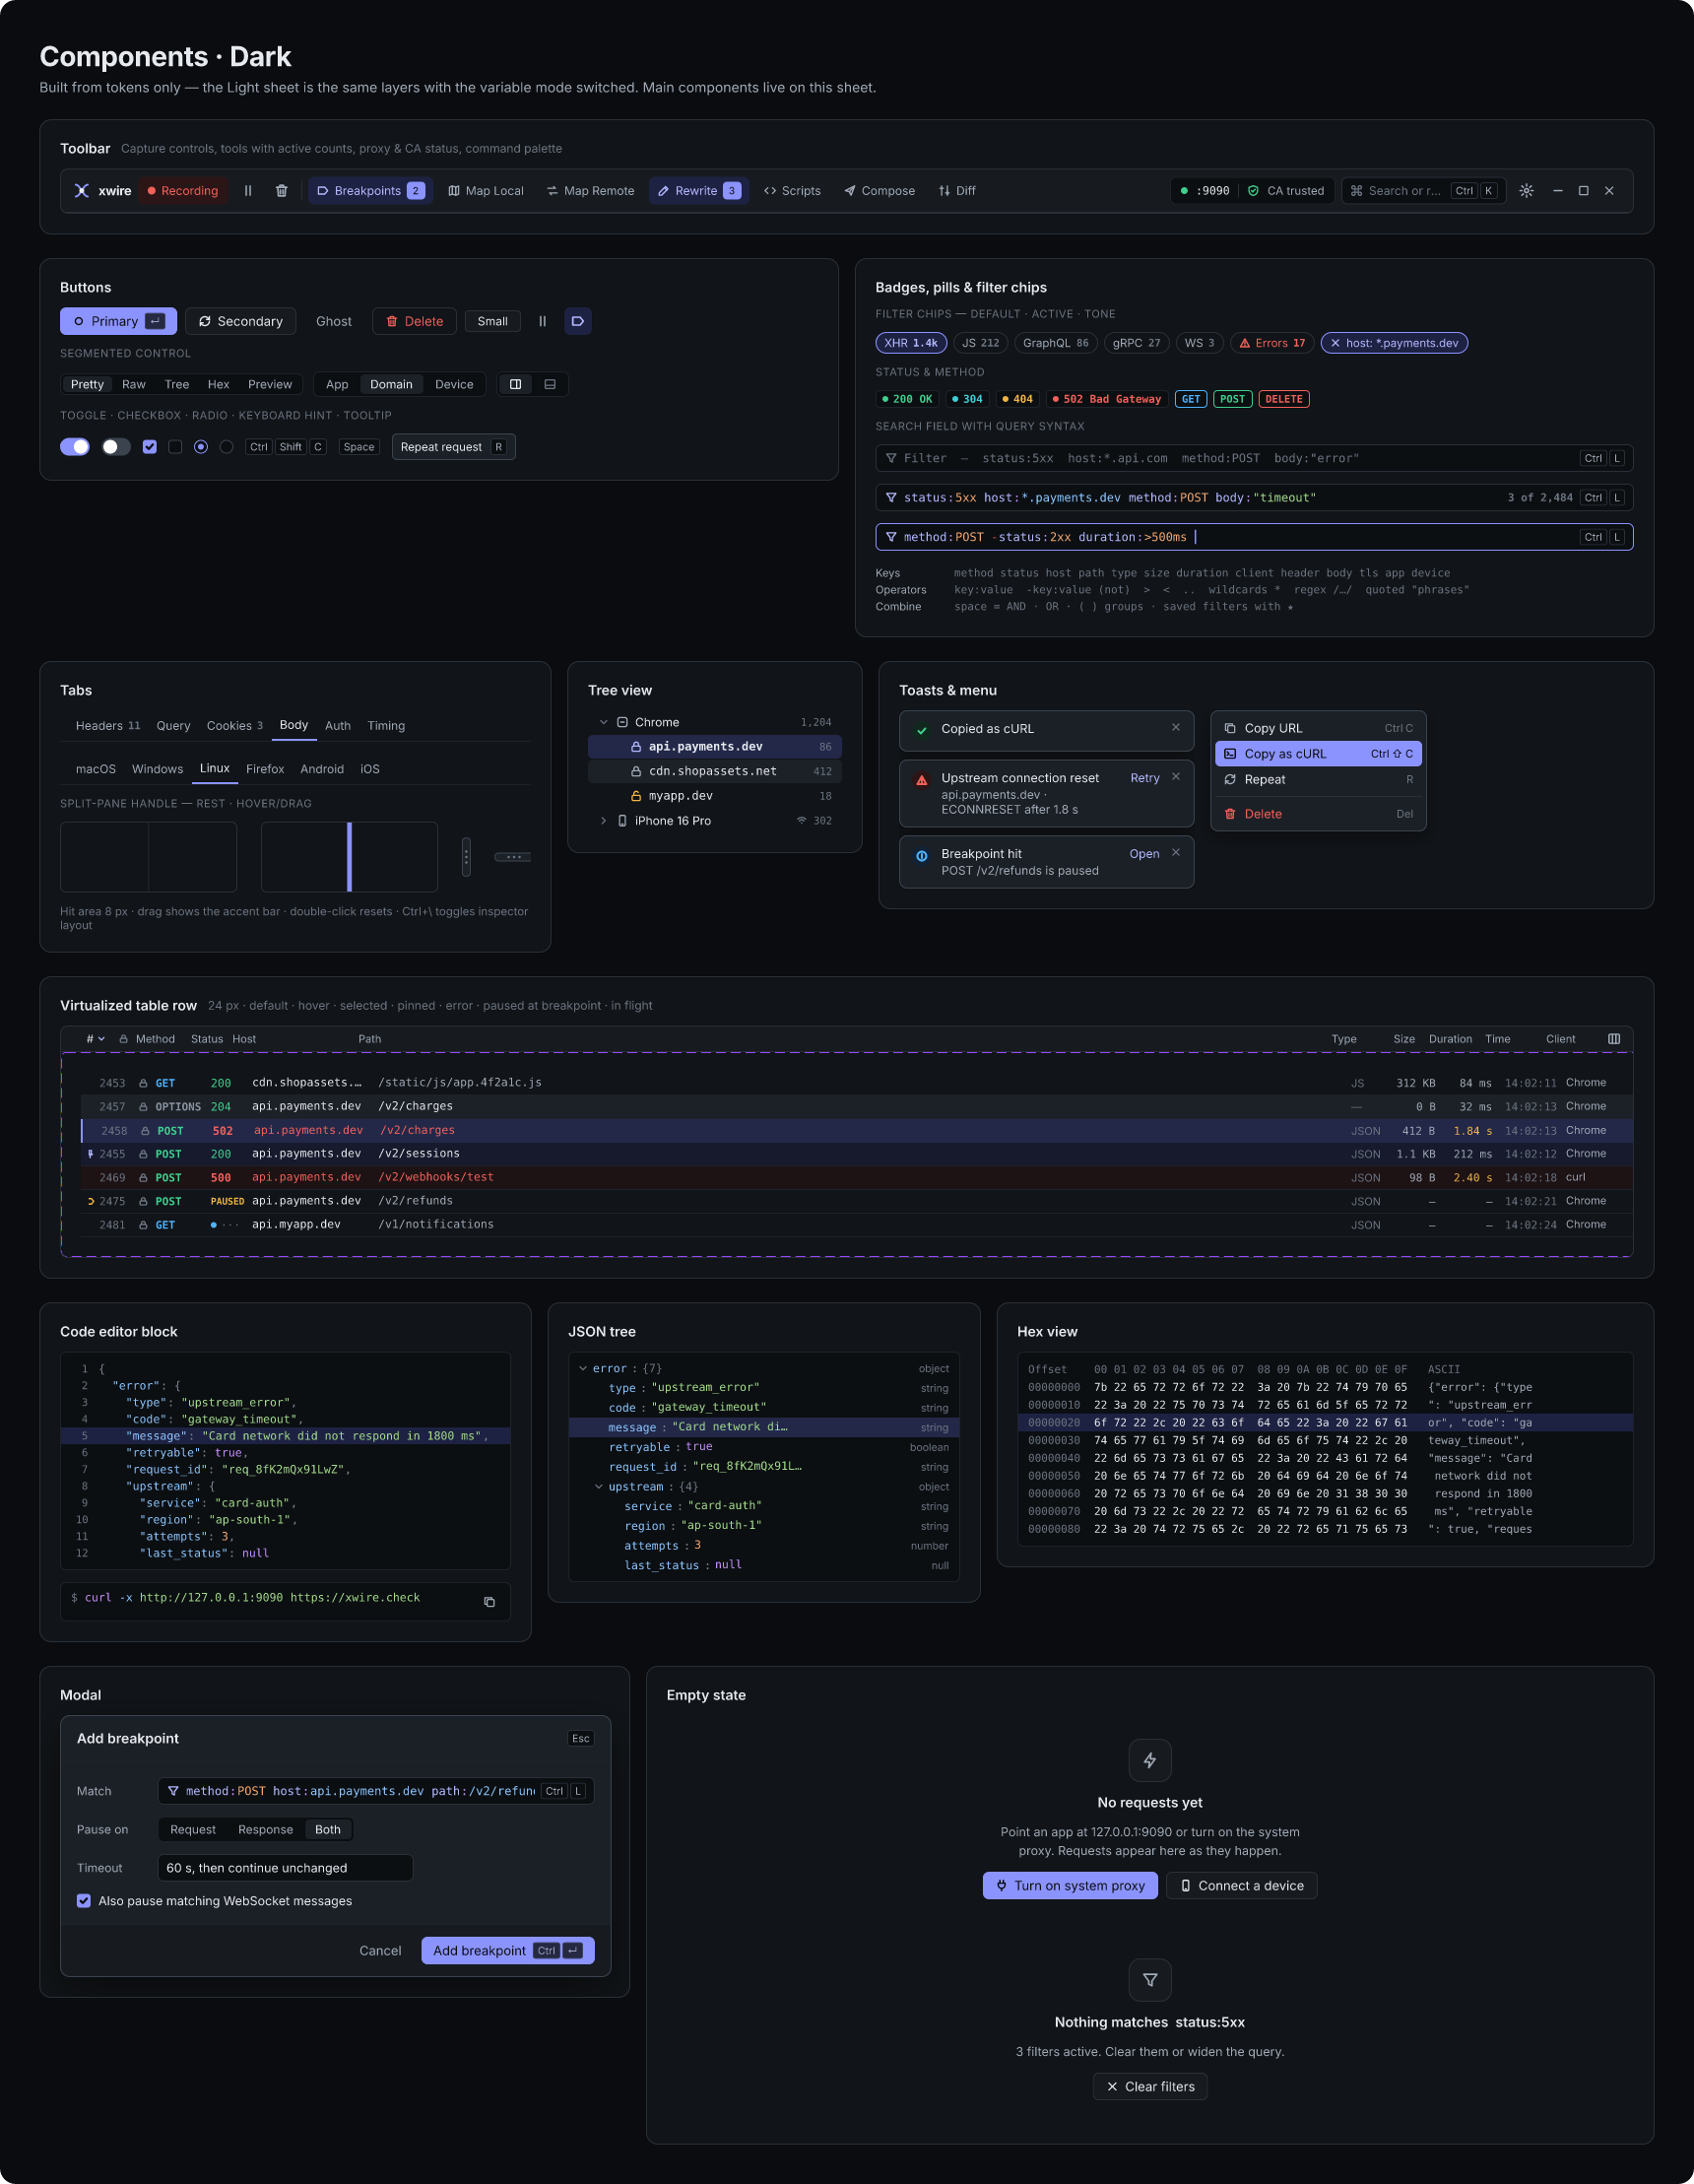 Components · Dark
Built from tokens only — the Light sheet is the same layers with the variable mode switched. Main components live on this sheet.
Toolbar Capture controls, tools with active counts, proxy & CA status, command palette
xwire Recording Breakpoints 2 Map Local Map Remote Rewrite 3 Scripts Compose Diff :9090 CA trusted Search or r... Ctrl K
Buttons
Primary ↵ Secondary Ghost Delete Small
SEGMENTED CONTROL
Pretty Raw Tree Hex Preview App Domain Device
TOGGLE · CHECKBOX · RADIO · KEYBOARD HINT · TOOLTIP
Ctrl Shift C Space Repeat request R
Badges, pills & filter chips
FILTER CHIPS — DEFAULT · ACTIVE · TONE
XHR 1.4k JS 212 GraphQL 86 gRPC 27 WS 3 Errors 17 host: *.payments.dev
STATUS & METHOD
200 OK 304 404 502 Bad Gateway GET POST DELETE
SEARCH FIELD WITH QUERY SYNTAX
Filter — status:5xx host:*.api.com method:POST body:"error" Ctrl L
status:5xx host:*.payments.dev method:POST body:"timeout" 3 of 2,484 Ctrl L
method:POST -status:2xx duration:>500ms Ctrl L
Keys method status host path type size duration client header body tls app device
Operators key:value -key:value (not) > < .. wildcards * regex /…/ quoted "phrases"
Combine space = AND · OR · ( ) groups · saved filters with ★
Tabs
Headers 11 Query Cookies 3 Body Auth Timing
macOS Windows Linux Firefox Android iOS
SPLIT-PANE HANDLE — REST · HOVER/DRAG
Hit area 8 px · drag shows the accent bar · double-click resets · Ctrl+\ toggles inspector
layout
Tree view
Chrome 1,204
api.payments.dev 86
cdn.shopassets.net 412
myapp.dev 18
iPhone 16 Pro 302
Toasts & menu
Copied as cURL
Upstream connection reset Retry
api.payments.dev ·
ECONNRESET after 1.8 s
Breakpoint hit Open
POST /v2/refunds is paused
Copy URL Ctrl C
Copy as cURL Ctrl ⇧ C
Repeat R
Delete Del
Virtualized table row 24 px · default · hover · selected · pinned · error · paused at breakpoint · in flight
# Method Status Host Path Type Size Duration Time Client
2453 GET 200 cdn.shopassets.… /static/js/app.4f2a1c.js JS 312 KB 84 ms 14:02:11 Chrome
2457 OPTIONS 204 api.payments.dev /v2/charges — 0 B 32 ms 14:02:13 Chrome
2458 POST 502 api.payments.dev /v2/charges JSON 412 B 1.84 s 14:02:13 Chrome
2455 POST 200 api.payments.dev /v2/sessions JSON 1.1 KB 212 ms 14:02:12 Chrome
2469 POST 500 api.payments.dev /v2/webhooks/test JSON 98 B 2.40 s 14:02:18 curl
2475 POST PAUSED api.payments.dev /v2/refunds JSON — — 14:02:21 Chrome
2481 GET ··· api.myapp.dev /v1/notifications JSON — — 14:02:24 Chrome
Code editor block
1 {
2 "error": {
3 "type": "upstream_error",
4 "code": "gateway_timeout",
5 "message": "Card network did not respond in 1800 ms",
6 "retryable": true,
7 "request_id": "req_8fK2mQx91LwZ",
8 "upstream": {
9 "service": "card-auth",
10 "region": "ap-south-1",
11 "attempts": 3,
12 "last_status": null
$ curl -x http://127.0.0.1:9090 https://xwire.check
JSON tree
error : {7} object
type : "upstream_error" string
code : "gateway_timeout" string
message : "Card network di… string
retryable : true boolean
request_id : "req_8fK2mQx91L… string
upstream : {4} object
service : "card-auth" string
region : "ap-south-1" string
attempts : 3 number
last_status : null null
Hex view
Offset 00 01 02 03 04 05 06 07 08 09 0A 0B 0C 0D 0E 0F ASCII
00000000 7b 22 65 72 72 6f 72 22 3a 20 7b 22 74 79 70 65 {"error": {"type
00000010 22 3a 20 22 75 70 73 74 72 65 61 6d 5f 65 72 72 ": "upstream_err
00000020 6f 72 22 2c 20 22 63 6f 64 65 22 3a 20 22 67 61 or", "code": "ga
00000030 74 65 77 61 79 5f 74 69 6d 65 6f 75 74 22 2c 20 teway_timeout",
00000040 22 6d 65 73 73 61 67 65 22 3a 20 22 43 61 72 64 "message": "Card
00000050 20 6e 65 74 77 6f 72 6b 20 64 69 64 20 6e 6f 74 network did not
00000060 20 72 65 73 70 6f 6e 64 20 69 6e 20 31 38 30 30 respond in 1800
00000070 20 6d 73 22 2c 20 22 72 65 74 72 79 61 62 6c 65 ms", "retryable
00000080 22 3a 20 74 72 75 65 2c 20 22 72 65 71 75 65 73 ": true, "reques
Modal
Add breakpoint Esc
Match method:POST host:api.payments.dev path:/v2/refun Ctrl L
Pause on Request Response Both
Timeout 60 s, then continue unchanged
Also pause matching WebSocket messages
Cancel Add breakpoint Ctrl ↵
Empty state
No requests yet
Point an app at 127.0.0.1:9090 or turn on the system
proxy. Requests appear here as they happen.
Turn on system proxy Connect a device
Nothing matches status:5xx
3 filters active. Clear them or widen the query.
Clear filters